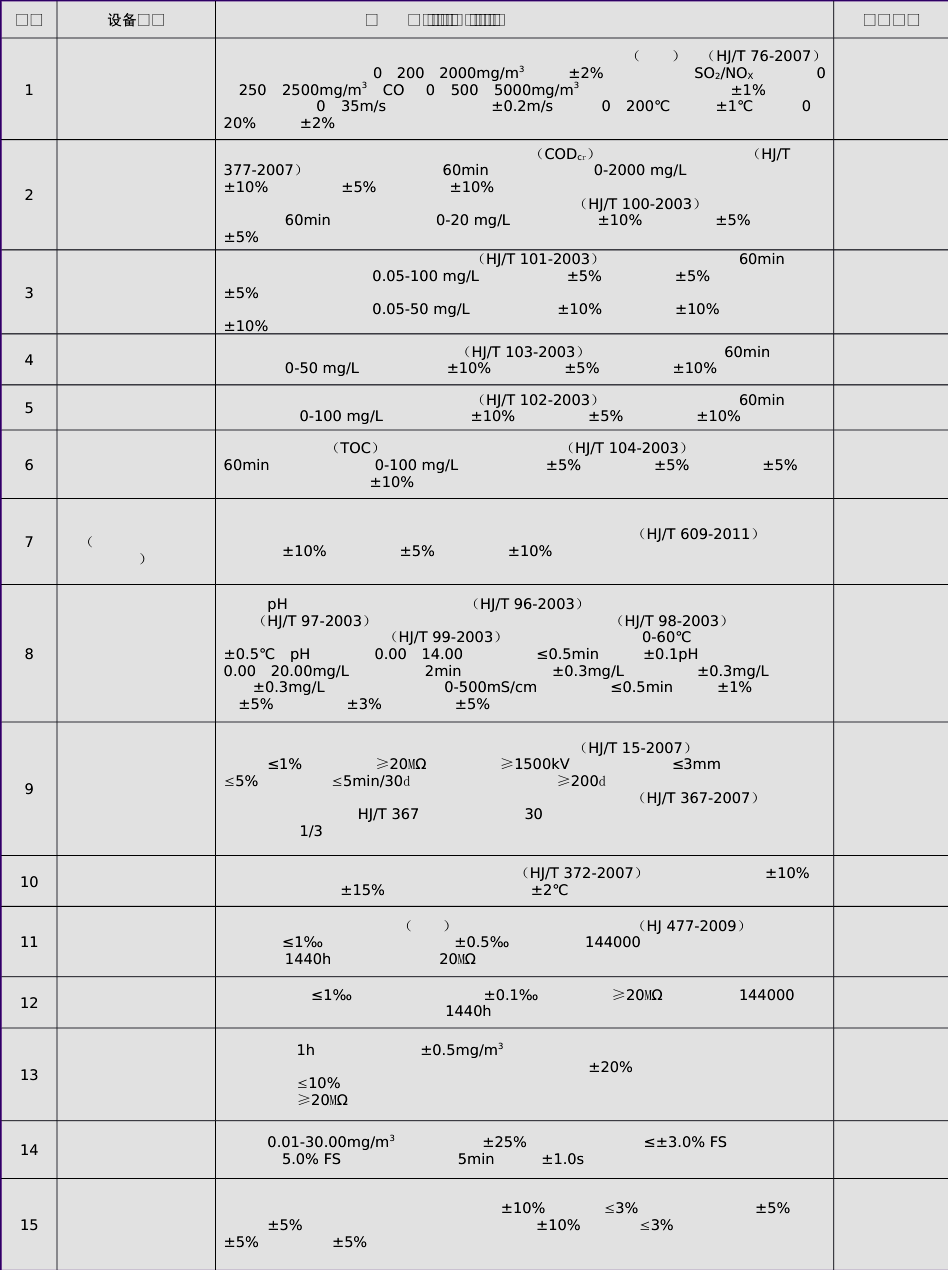 设备
( ) (HJ/T 76-2007)
1
0 200 2000mg/m³ ±2% SO₂/NOₓ 0
250 2500mg/m³ CO 0 500 5000mg/m³ ±1%
0 35m/s ±0.2m/s 0 200℃ ±1℃ 0
20% ±2%
2
(CODcr) (HJ/T
377-2007) 60min 0-2000 mg/L
±10% ±5% ±10%
(HJ/T 100-2003)
60min 0-20 mg/L ±10% ±5%
±5%
3
(HJ/T 101-2003) 60min
0.05-100 mg/L ±5% ±5%
±5%
0.05-50 mg/L ±10% ±10%
±10%
4
(HJ/T 103-2003) 60min
0-50 mg/L ±10% ±5% ±10%
5
(HJ/T 102-2003) 60min
0-100 mg/L ±10% ±5% ±10%
6
(TOC) (HJ/T 104-2003)
60min 0-100 mg/L ±5% ±5% ±5%
±10%
7
(
)
(HJ/T 609-2011)
±10% ±5% ±10%
8
pH (HJ/T 96-2003)
(HJ/T 97-2003) (HJ/T 98-2003)
(HJ/T 99-2003) 0-60℃
±0.5℃ pH 0.00 14.00 ≤0.5min ±0.1pH
0.00 20.00mg/L 2min ±0.3mg/L ±0.3mg/L
±0.3mg/L 0-500mS/cm ≤0.5min ±1%
±5% ±3% ±5%
9
(HJ/T 15-2007)
≤1% ≥20MΩ ≥1500kV ≤3mm
≤5% ≤5min/30d ≥200d
(HJ/T 367-2007)
HJ/T 367 30
1/3
10
(HJ/T 372-2007) ±10%
±15% ±2℃
11
( ) (HJ 477-2009)
≤1‰ ±0.5‰ 144000
1440h 20MΩ
12
≤1‰ ±0.1‰ ≥20MΩ 144000
1440h
13
1h ±0.5mg/m³
±20%
≤10%
≥20MΩ
14
0.01-30.00mg/m³ ±25% ≤±3.0% FS
5.0% FS 5min ±1.0s
15
±10% ≤3% ±5%
±5% ±10% ≤3%
±5% ±5%